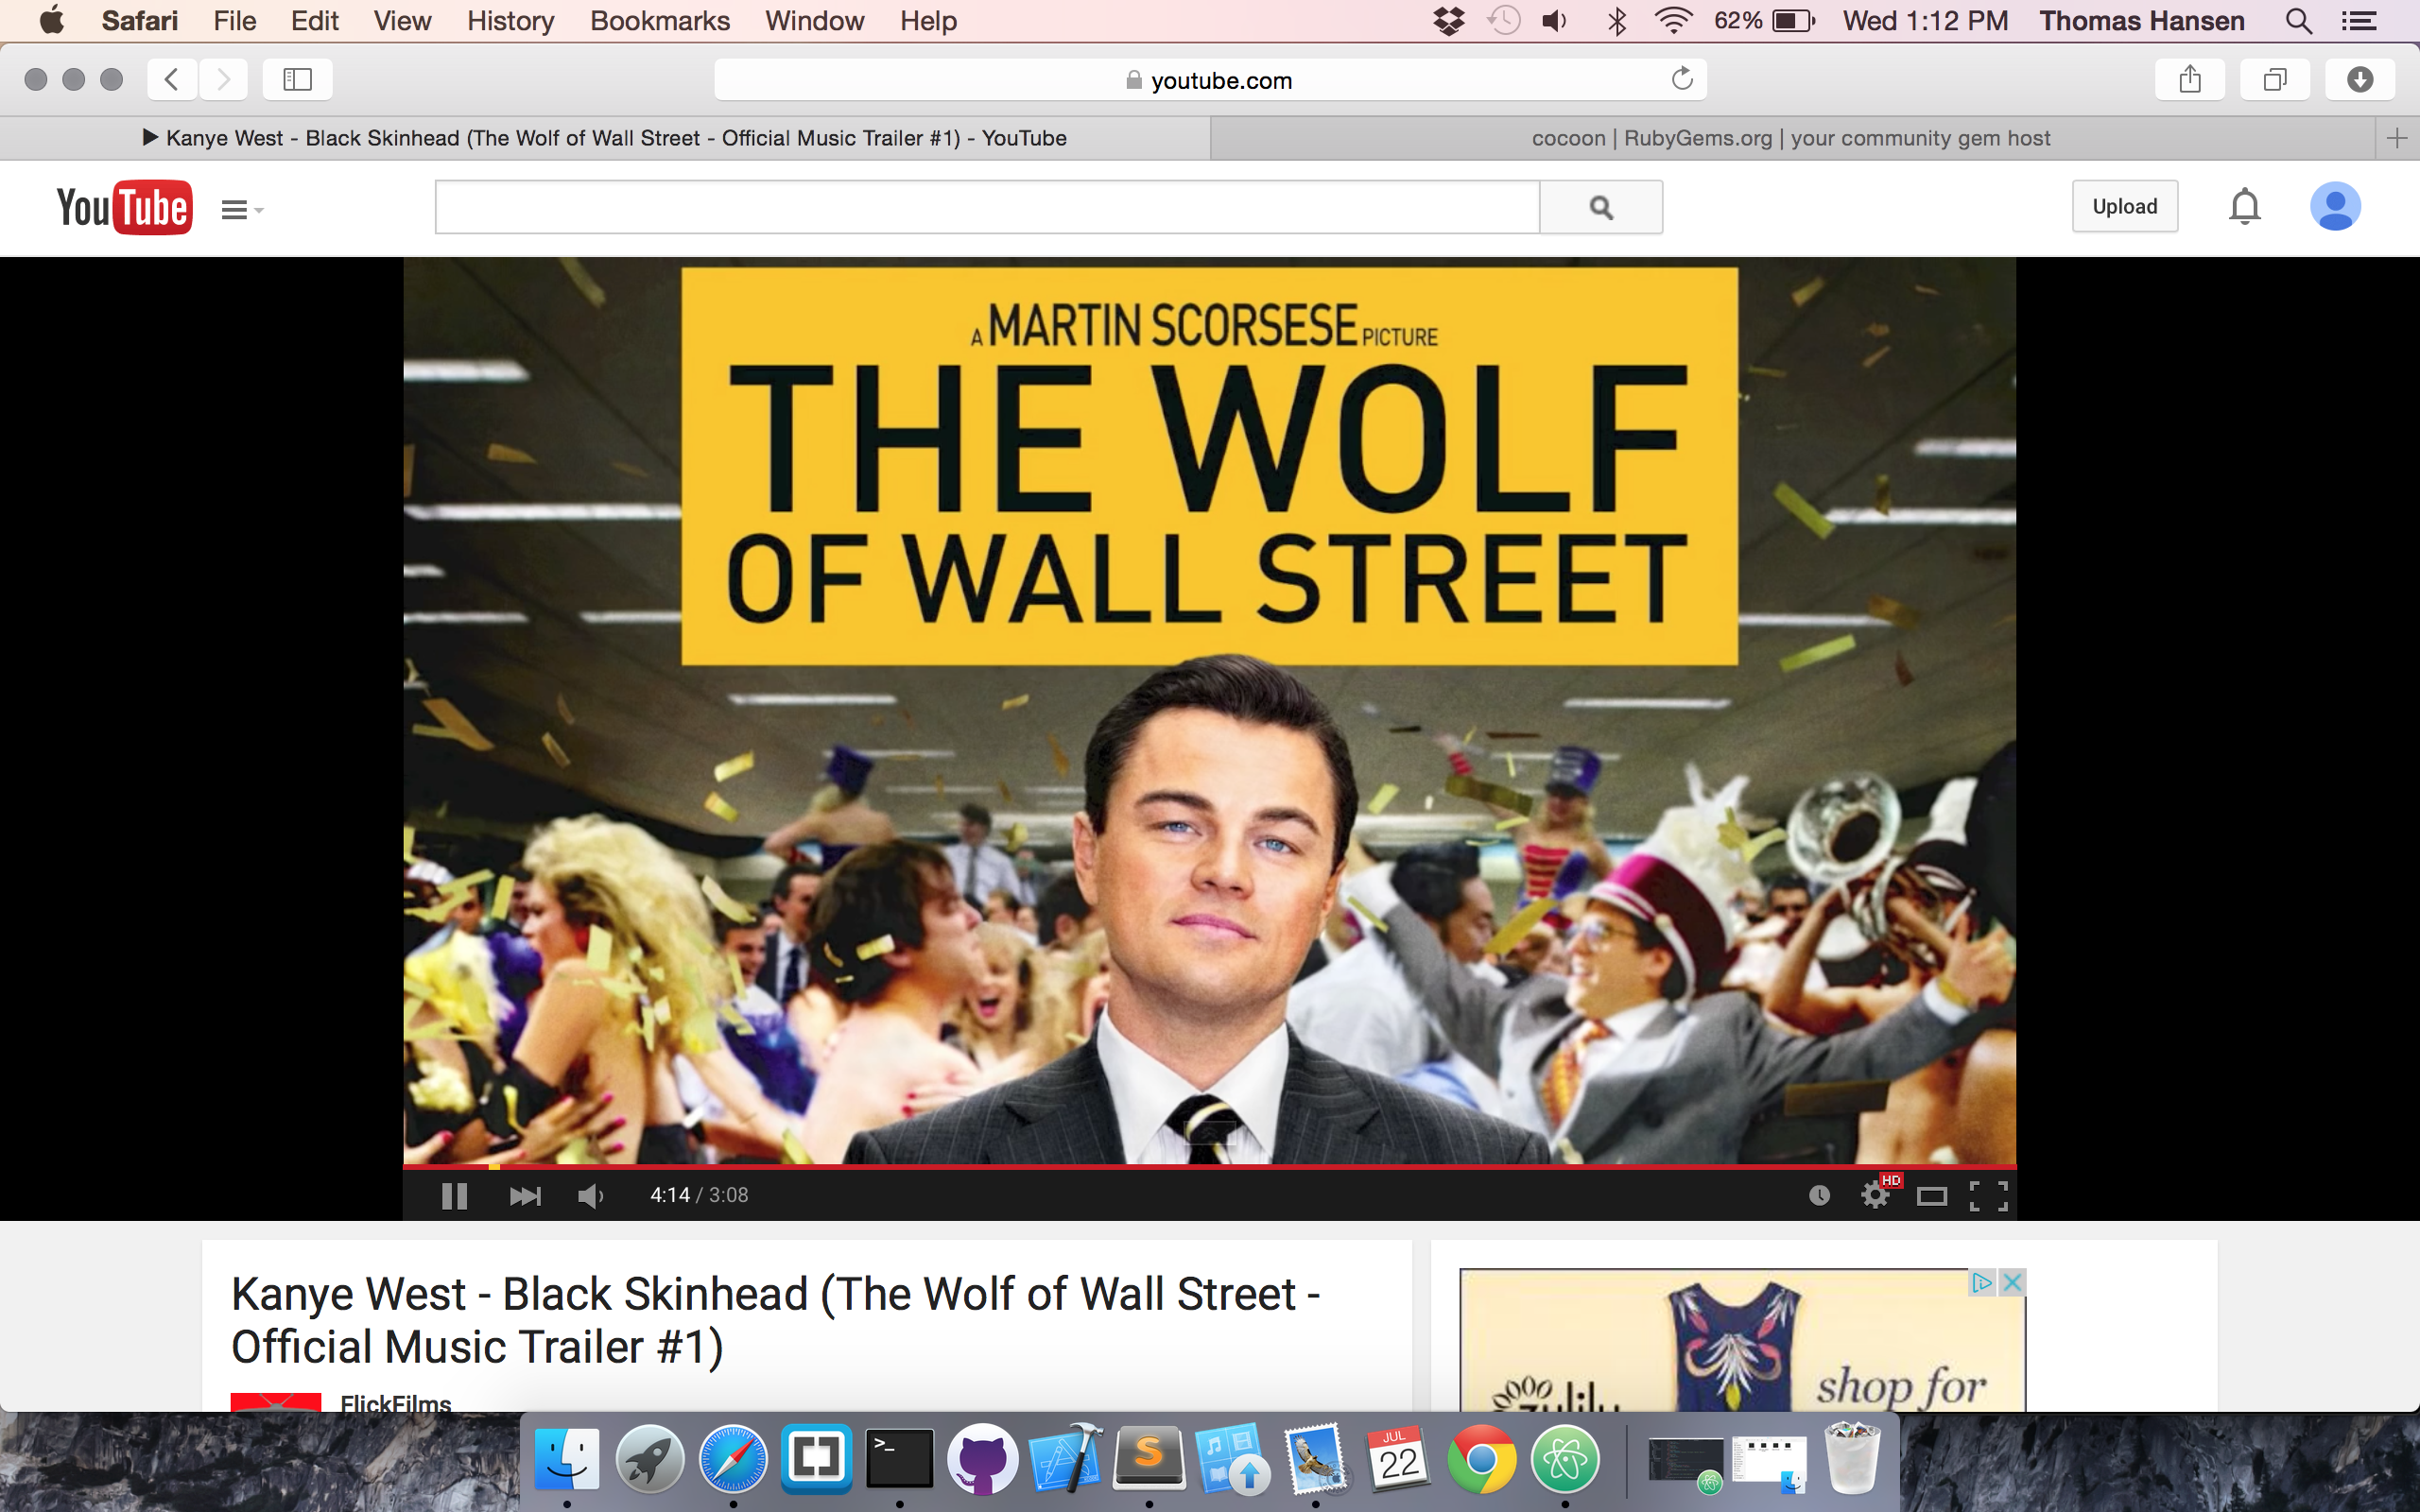 Safari File Edit View History Bookmarks Window Help 62% Wed 1:12 PM Thomas Hansen
youtube.com
▶ Kanye West - Black Skinhead (The Wolf of Wall Street - Official Music Trailer #1) - YouTube
cocoon | RubyGems.org | your community gem host
YouTube
Upload
A MARTIN SCORSESE PICTURE
THE WOLF
OF WALL STREET
4:14 / 3:08
HD
Kanye West - Black Skinhead (The Wolf of Wall Street -
Official Music Trailer #1)
FlickFilms
zulily
shop for
>_
S
JUL
22